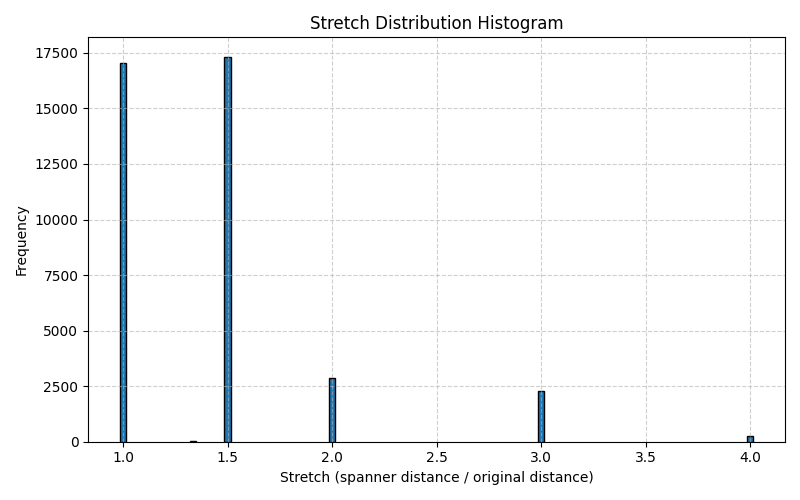 Stretch Distribution Histogram
17500
15000
12500
10000
7500
5000
2500
0
Frequency
1.0 1.5 2.0 2.5 3.0 3.5 4.0
Stretch (spanner distance / original distance)